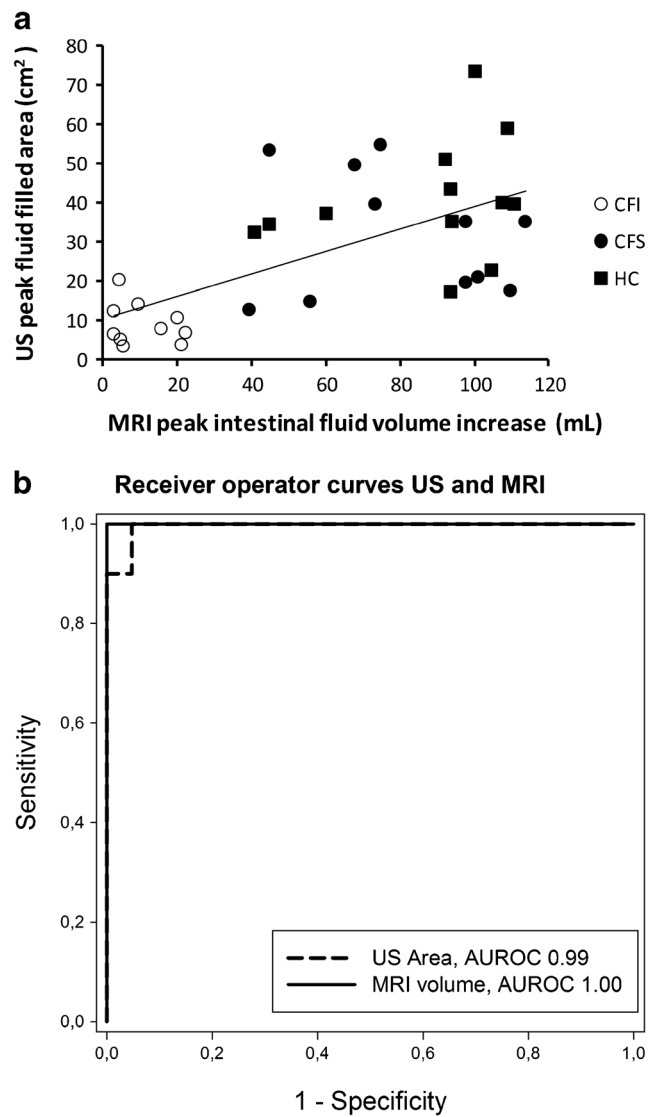 a
US peak fluid filled area (cm²)
80
70
60
50
40
30
20
10
0
0 20 40 60 80 100 120
MRI peak intestinal fluid volume increase (mL)
CFI
CFS
HC
b
Receiver operator curves US and MRI
Sensitivity
1,0
0,8
0,6
0,4
0,2
0,0
US Area, AUROC 0.99
MRI volume, AUROC 1.00
0,0 0,2 0,4 0,6 0,8 1,0
1 - Specificity